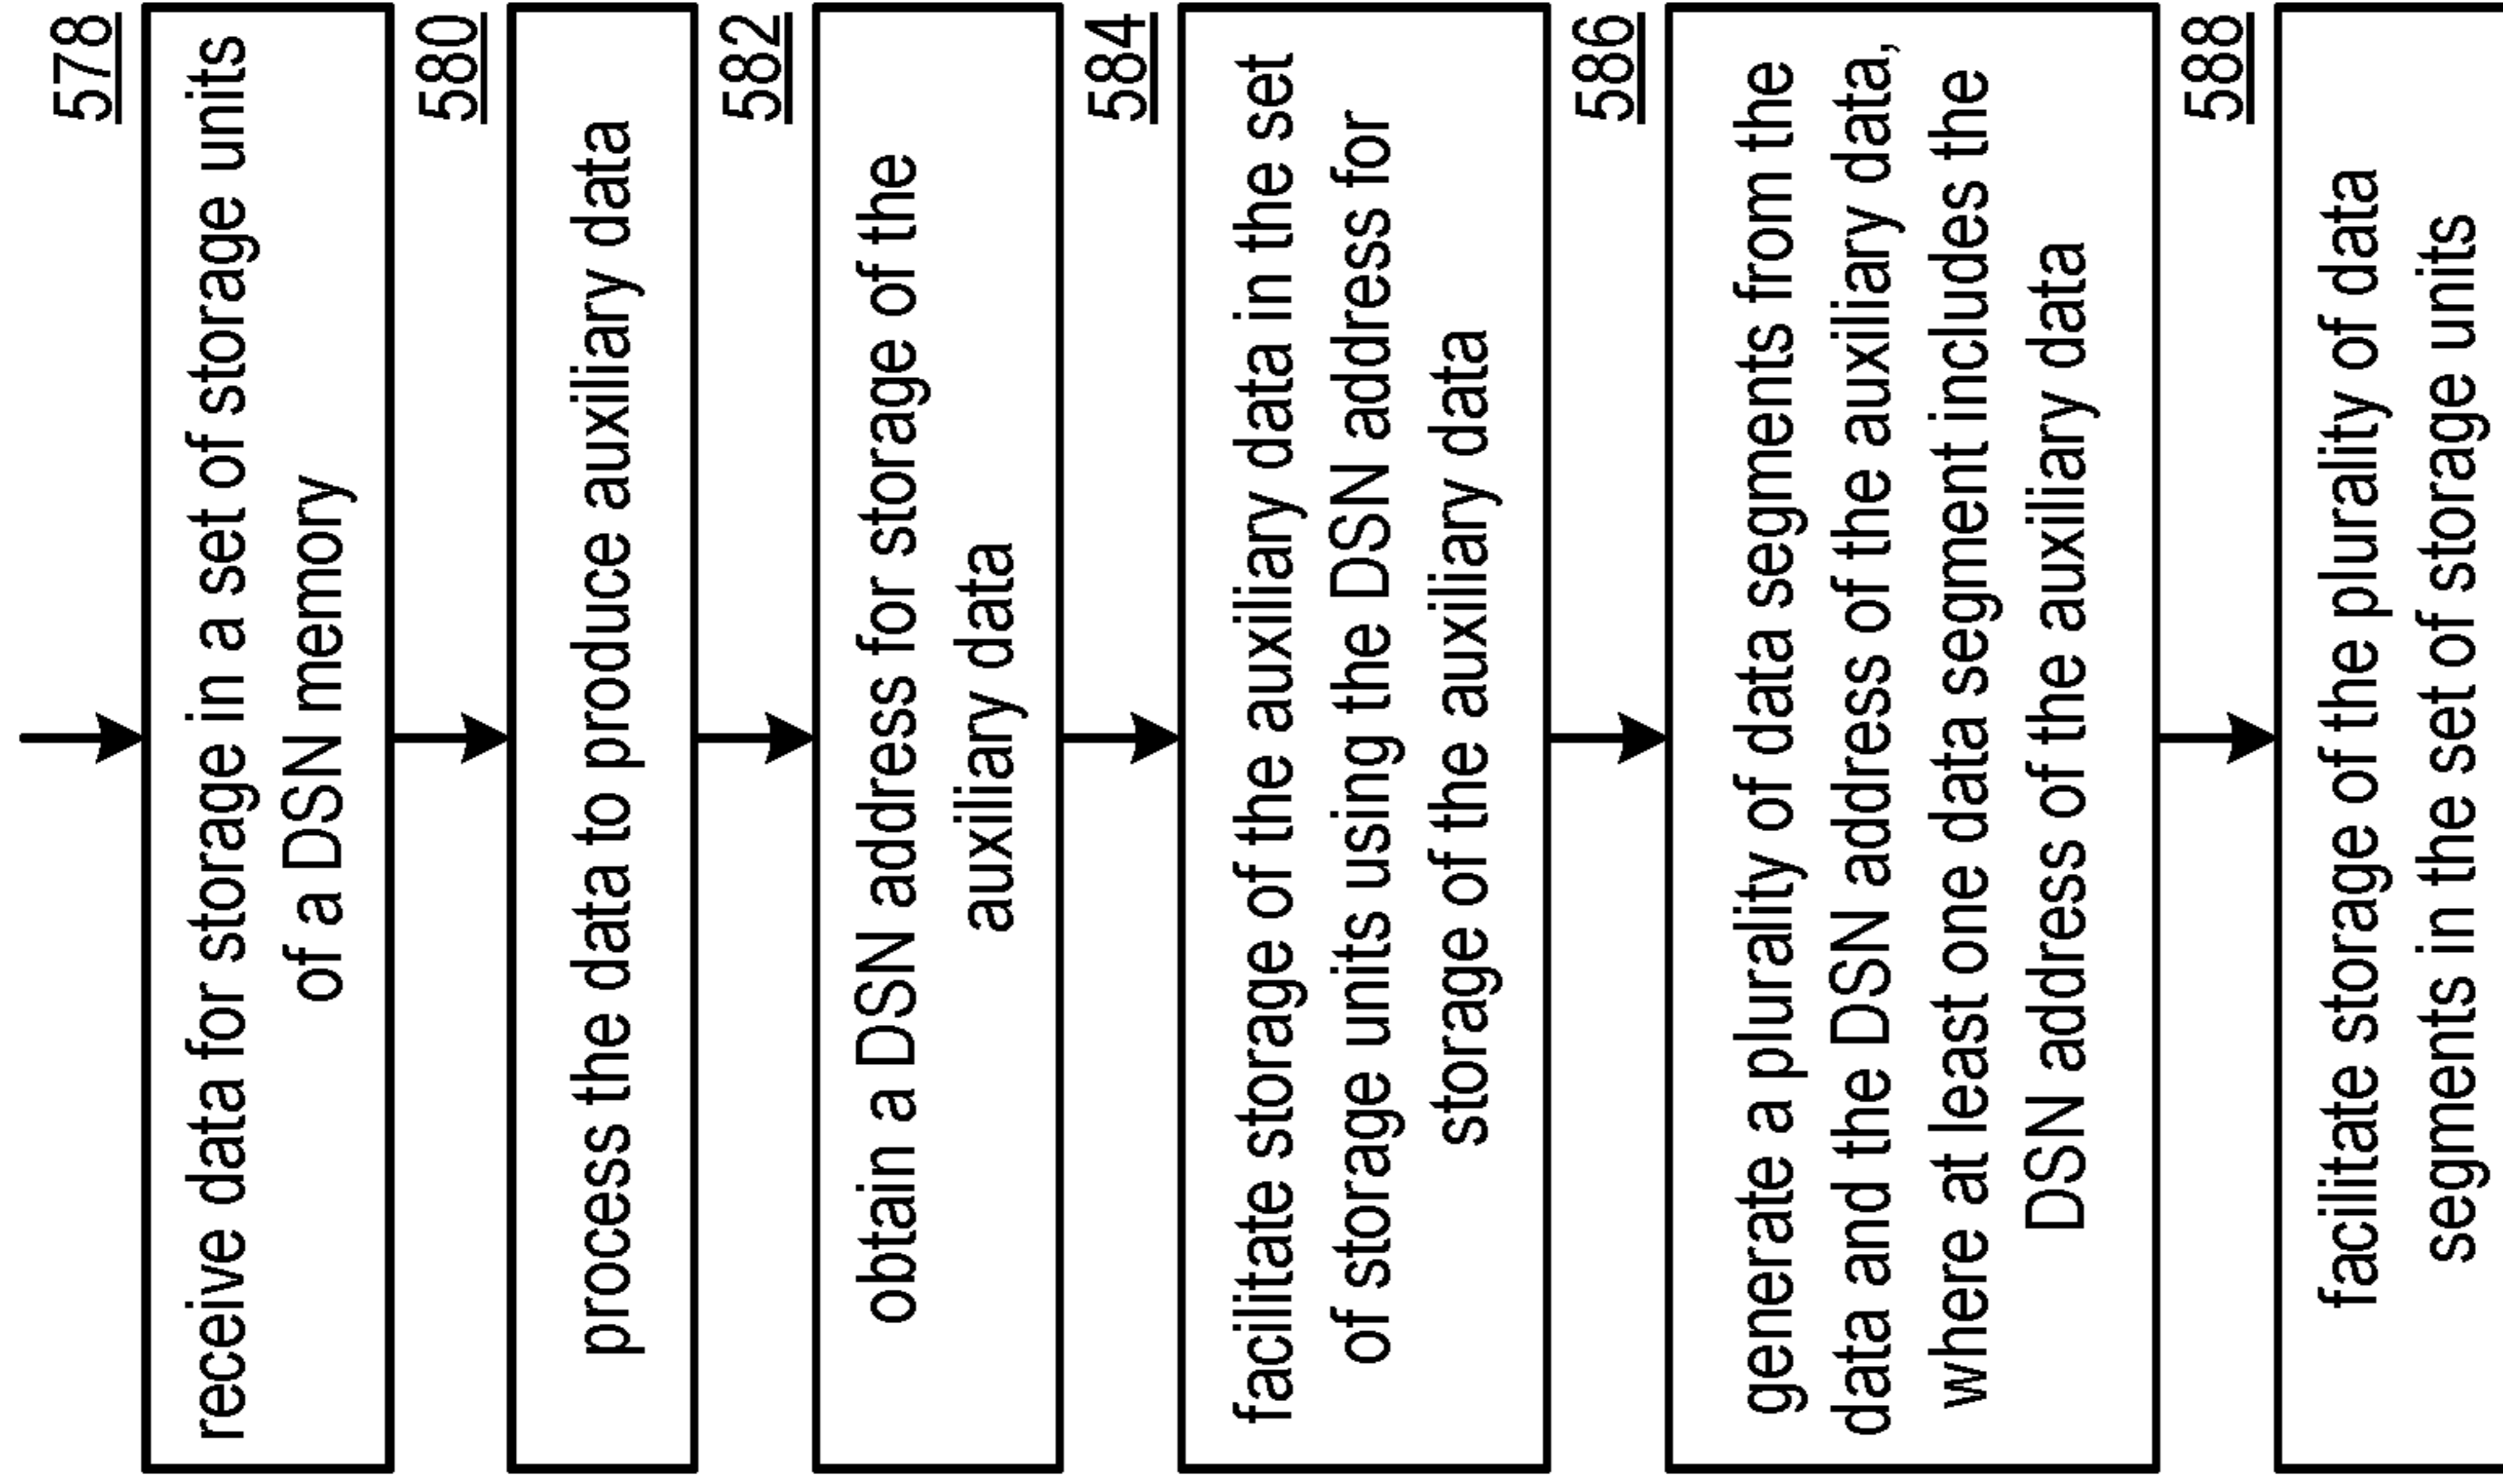 578
receive data for storage in a set of storage units
of a DSN memory
580
process the data to produce auxiliary data
582
obtain a DSN address for storage of the
auxiliary data
584
facilitate storage of the auxiliary data in the set
of storage units using the DSN address for
storage of the auxiliary data
586
generate a plurality of data segments from the
data and the DSN address of the auxiliary data,
where at least one data segment includes the
DSN address of the auxiliary data
588
facilitate storage of the plurality of data
segments in the set of storage units